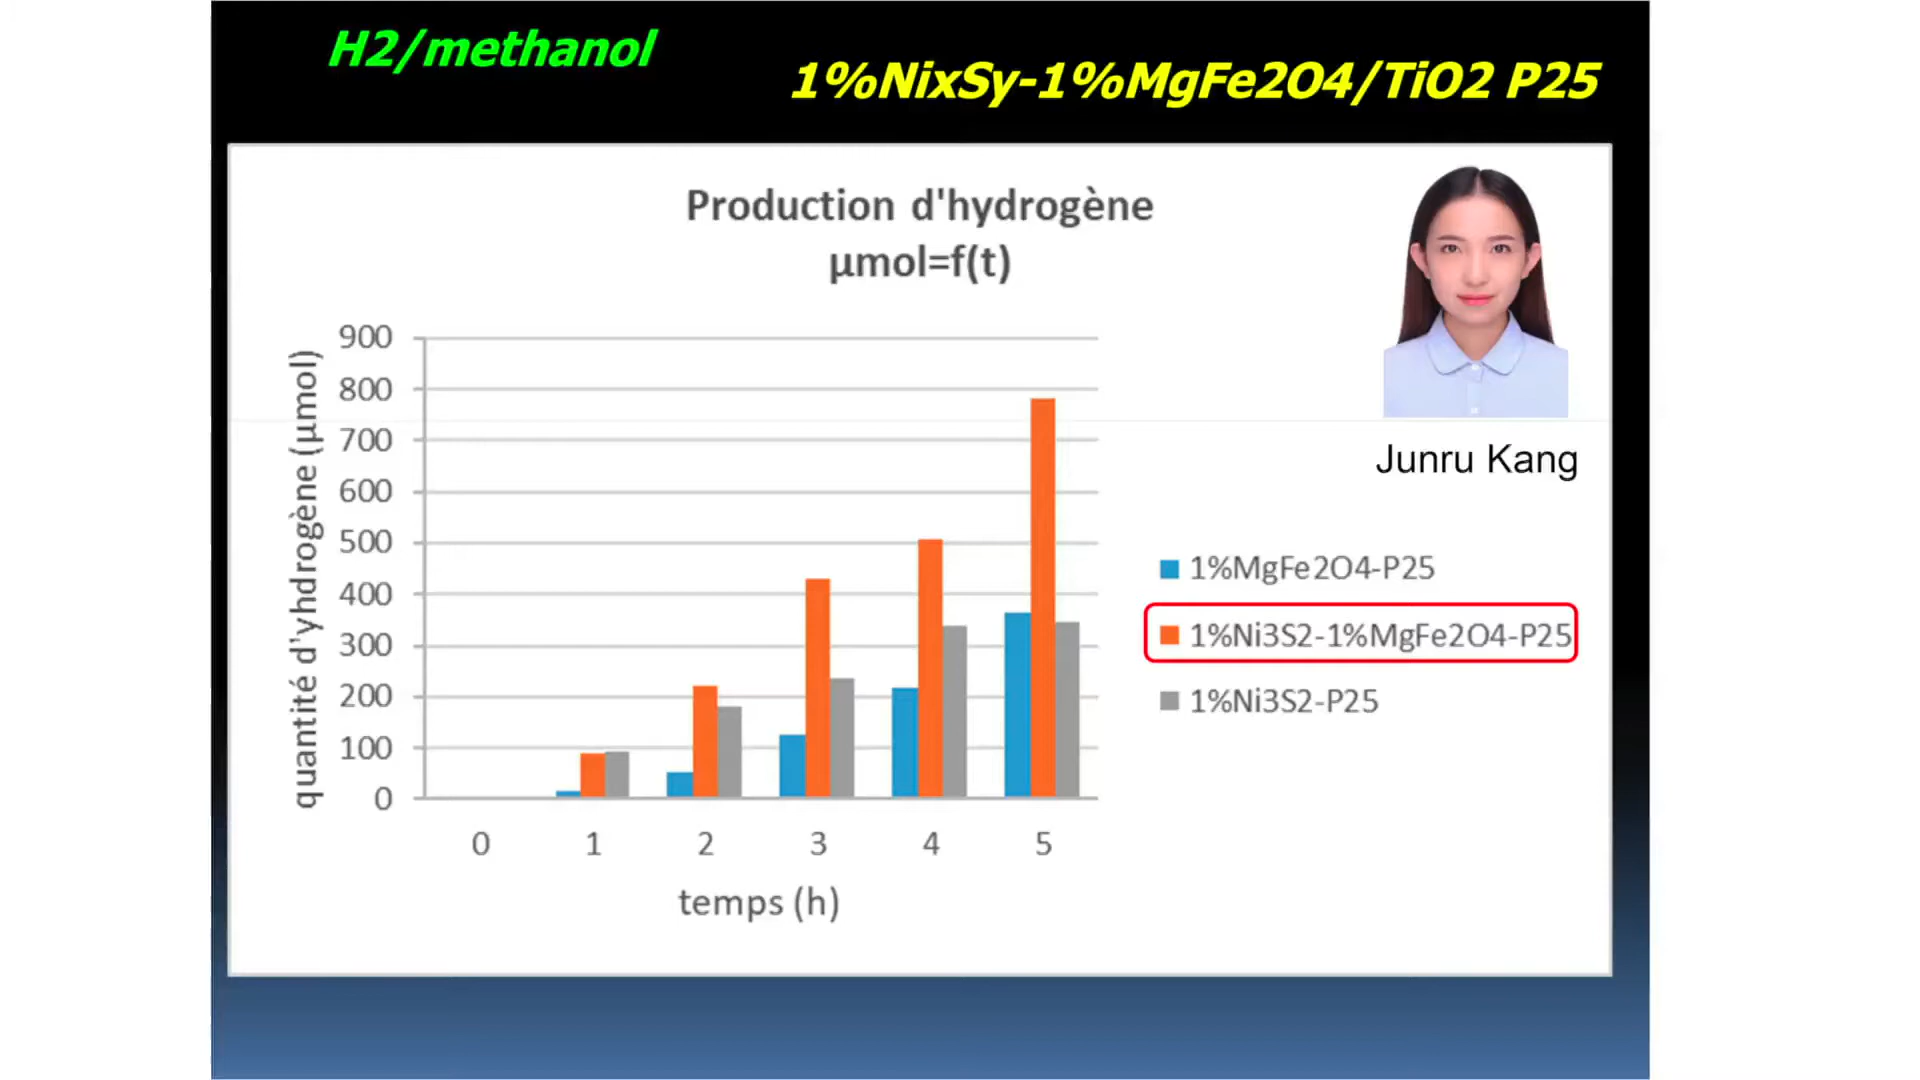 H2/methanol
1%NixSy-1%MgFe2O4/TiO2 P25
Production d'hydrogène
µmol=f(t)
Junru Kang
quantité d'yhdrogène (µmol)
900
800
700
600
500
400
300
200
100
0
0 1 2 3 4 5
temps (h)
1%MgFe2O4-P25
1%Ni3S2-1%MgFe2O4-P25
1%Ni3S2-P25